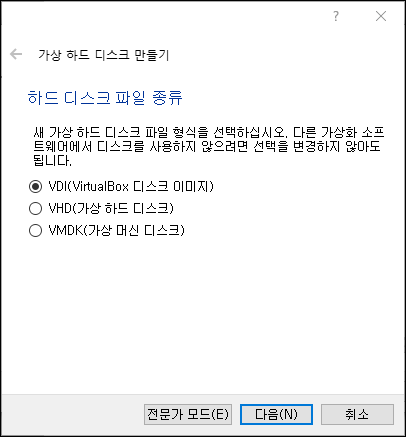 ?
가상 하드 디스크 만들기
하드 디스크 파일 종류
새 가상 하드 디스크 파일 형식을 선택하십시오. 다른 가상화 소프
트웨어에서 디스크를 사용하지 않으려면 선택을 변경하지 않아도
됩니다.
VDI(VirtualBox 디스크 이미지)
VHD(가상 하드 디스크)
VMDK(가상 머신 디스크)
전문가 모드(E) 다음(N) 취소